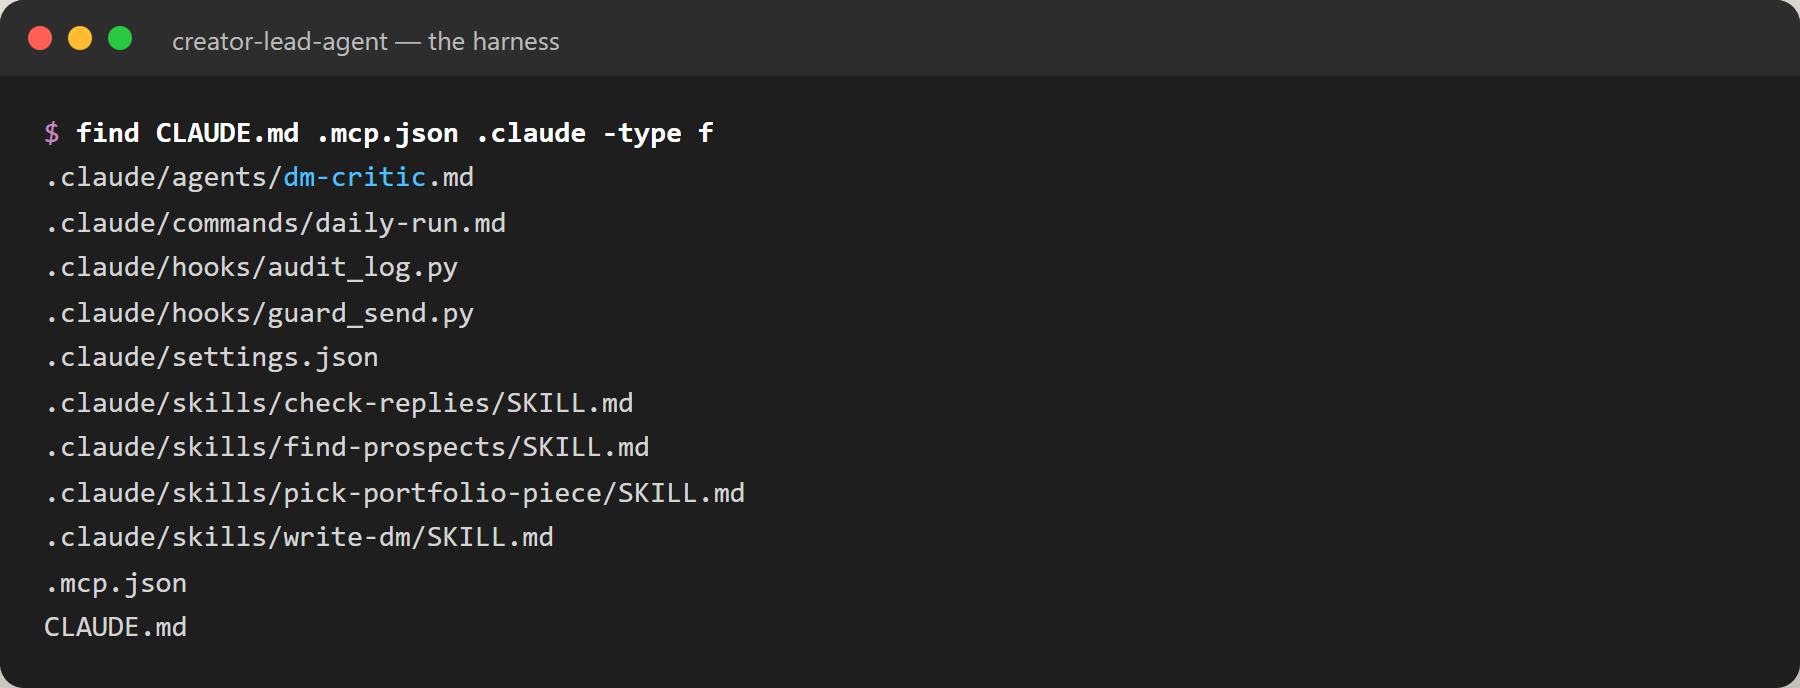 creator-lead-agent — the harness
$ find CLAUDE.md .mcp.json .claude -type f
.claude/agents/dm-critic.md
.claude/commands/daily-run.md
.claude/hooks/audit_log.py
.claude/hooks/guard_send.py
.claude/settings.json
.claude/skills/check-replies/SKILL.md
.claude/skills/find-prospects/SKILL.md
.claude/skills/pick-portfolio-piece/SKILL.md
.claude/skills/write-dm/SKILL.md
.mcp.json
CLAUDE.md